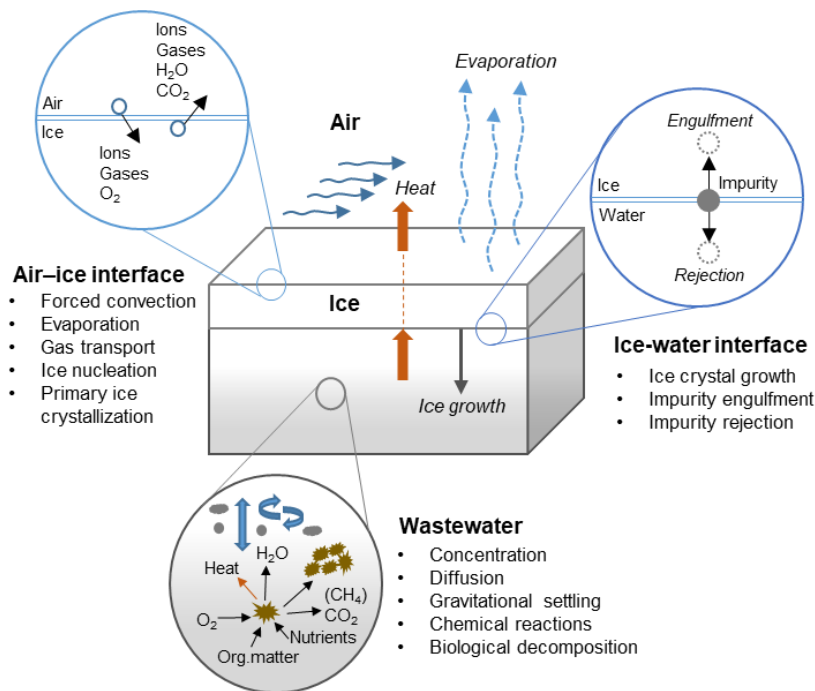 Ions
Gases
H₂O
CO₂
Air
Ice
Ions
Gases
O₂
Evaporation
Air
Heat
Engulfment
Ice
Impurity
Water
Rejection
Air–ice interface
• Forced convection
• Evaporation
• Gas transport
• Ice nucleation
• Primary ice
crystallization
Ice
Ice growth
Ice-water interface
• Ice crystal growth
• Impurity engulfment
• Impurity rejection
H₂O
Heat
(CH₄)
CO₂
O₂
Nutrients
Org.matter
Wastewater
• Concentration
• Diffusion
• Gravitational settling
• Chemical reactions
• Biological decomposition